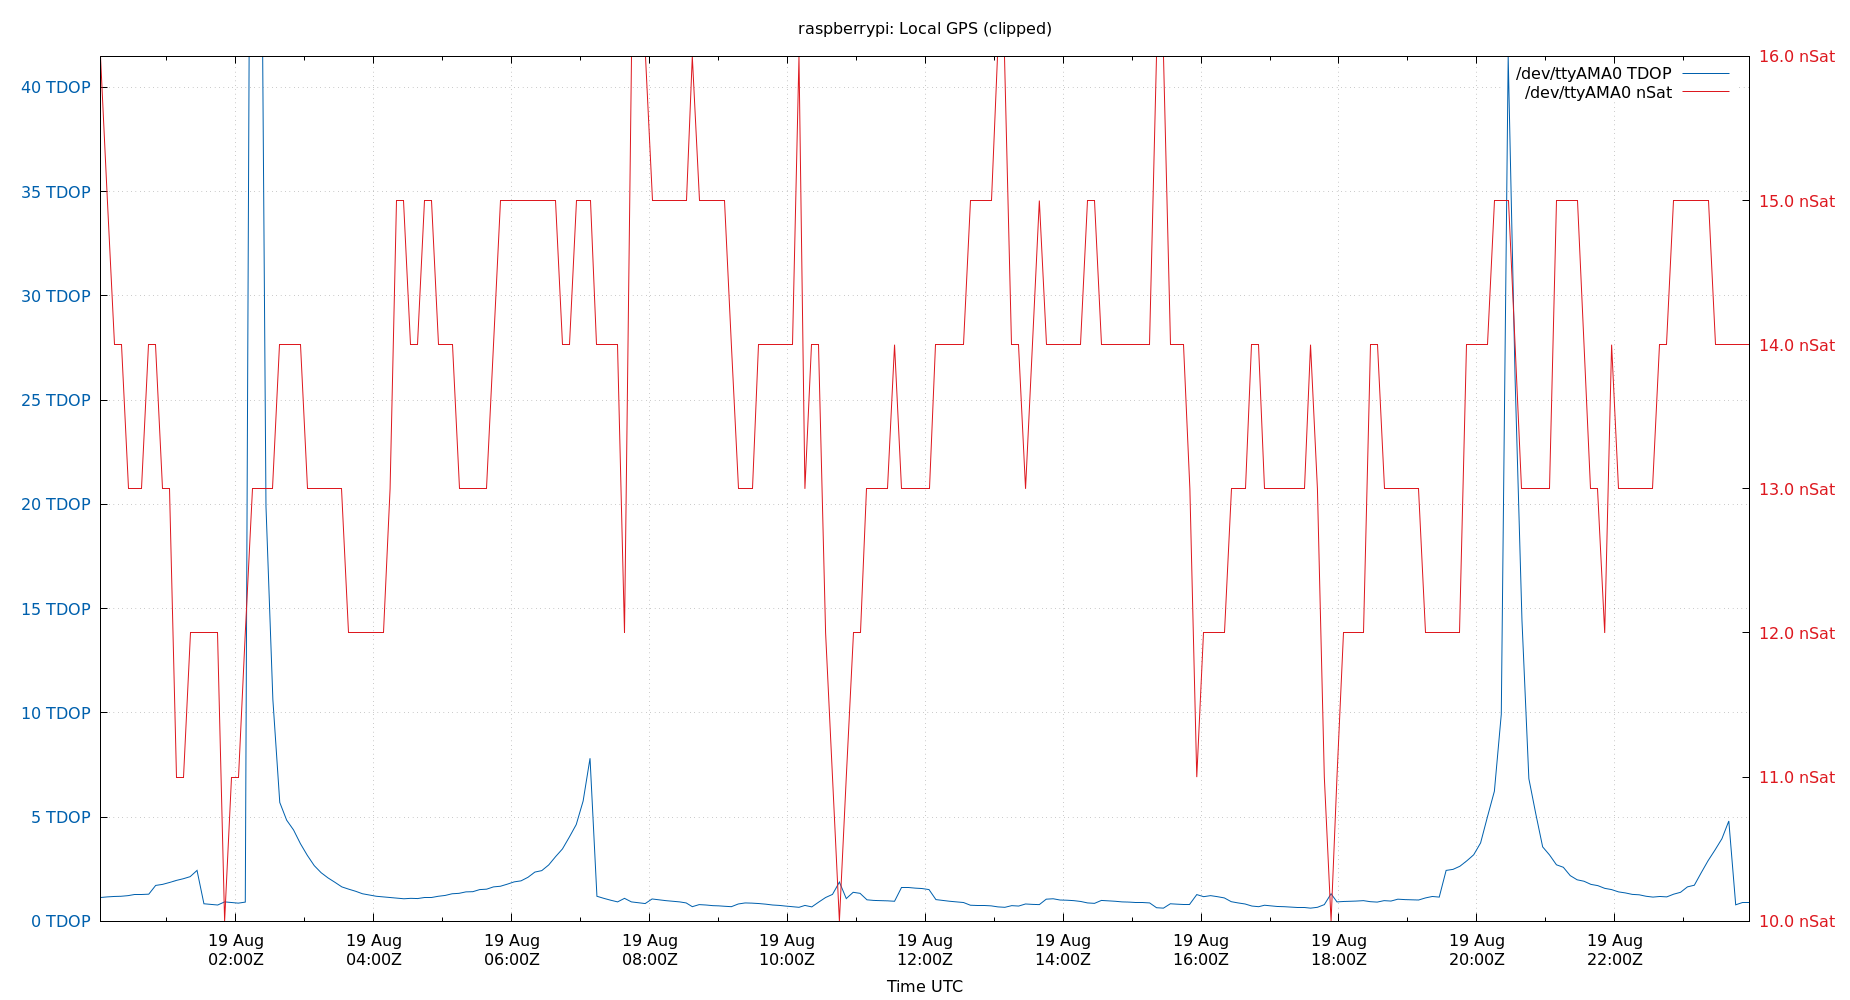 raspberrypi: Local GPS (clipped)
/dev/ttyAMA0 TDOP
/dev/ttyAMA0 nSat
40 TDOP
35 TDOP
30 TDOP
25 TDOP
20 TDOP
15 TDOP
10 TDOP
5 TDOP
0 TDOP
16.0 nSat
15.0 nSat
14.0 nSat
13.0 nSat
12.0 nSat
11.0 nSat
10.0 nSat
19 Aug
02:00Z
19 Aug
04:00Z
19 Aug
06:00Z
19 Aug
08:00Z
19 Aug
10:00Z
19 Aug
12:00Z
19 Aug
14:00Z
19 Aug
16:00Z
19 Aug
18:00Z
19 Aug
20:00Z
19 Aug
22:00Z
Time UTC